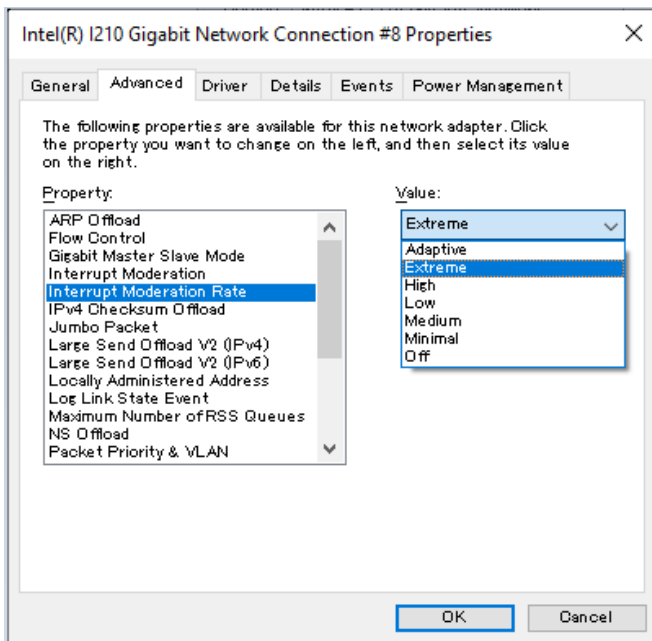 Intel(R) I210 Gigabit Network Connection #8 Properties
General Advanced Driver Details Events Power Management
The following properties are available for this network adapter. Click
the property you want to change on the left, and then select its value
on the right.
Property:
ARP Offload
Flow Control
Gigabit Master Slave Mode
Interrupt Moderation
Interrupt Moderation Rate
IPv4 Checksum Offload
Jumbo Packet
Large Send Offload V2 (IPv4)
Large Send Offload V2 (IPv6)
Locally Administered Address
Log Link State Event
Maximum Number of RSS Queues
NS Offload
Packet Priority & VLAN
Value:
Extreme
Adaptive
Extreme
High
Low
Medium
Minimal
Off
OK Cancel